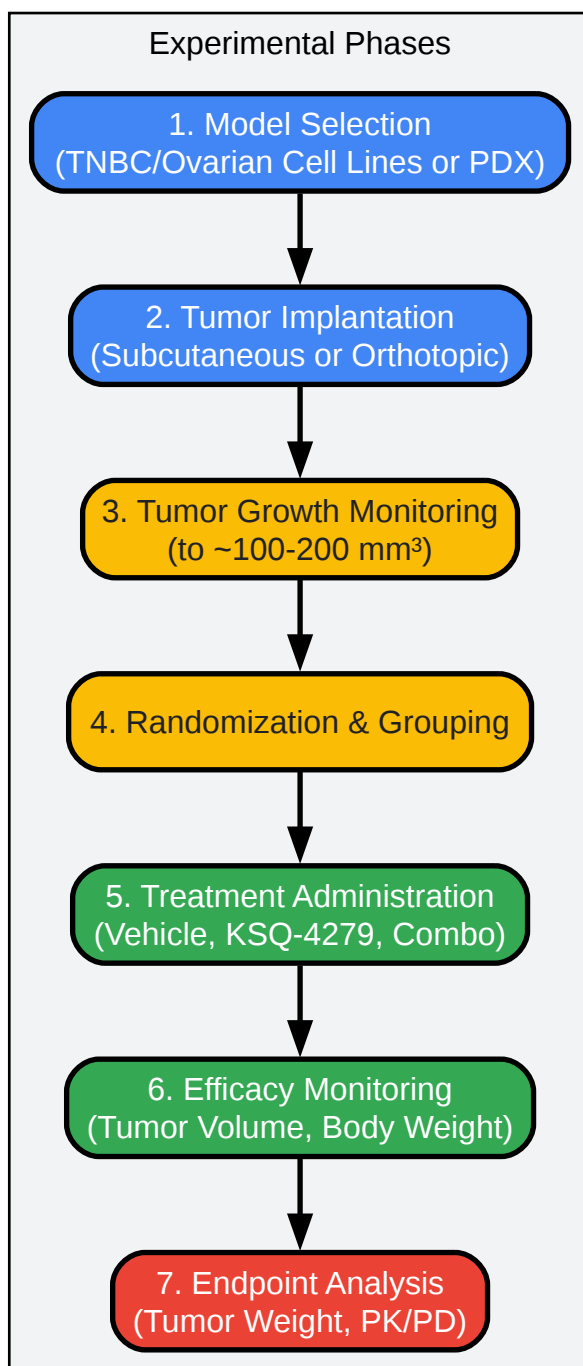 Experimental Phases
1. Model Selection
(TNBC/Ovarian Cell Lines or PDX)
2. Tumor Implantation
(Subcutaneous or Orthotopic)
3. Tumor Growth Monitoring
(to ~100-200 mm³)
4. Randomization & Grouping
5. Treatment Administration
(Vehicle, KSQ-4279, Combo)
6. Efficacy Monitoring
(Tumor Volume, Body Weight)
7. Endpoint Analysis
(Tumor Weight, PK/PD)